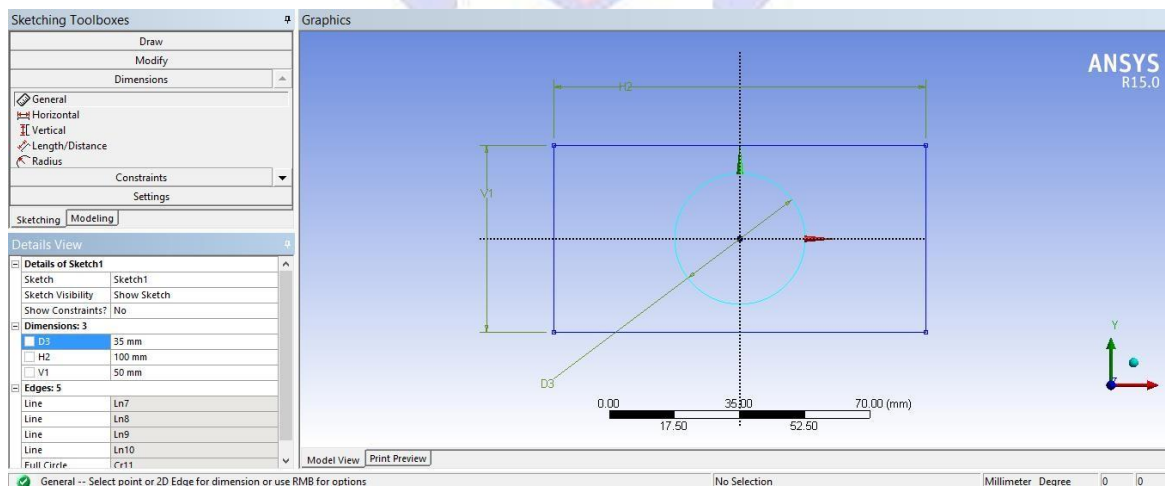 Sketching Toolboxes
Draw
Modify
Dimensions
General
Horizontal
Vertical
Length/Distance
Radius
Constraints
Settings
Sketching Modeling
Details View
Details of Sketch1
Sketch Sketch1
Sketch Visibility Show Sketch
Show Constraints? No
Dimensions: 3
D3 35 mm
H2 100 mm
V1 50 mm
Edges: 5
Line Ln7
Line Ln8
Line Ln9
Line Ln10
Full Circle Cr11
Graphics
ANSYS
R15.0
H2
V1
D3
0.00 35.00 70.00 (mm)
17.50 52.50
Y
Model View Print Preview
General -- Select point or 2D Edge for dimension or use RMB for options No Selection Millimeter Degree 0 0